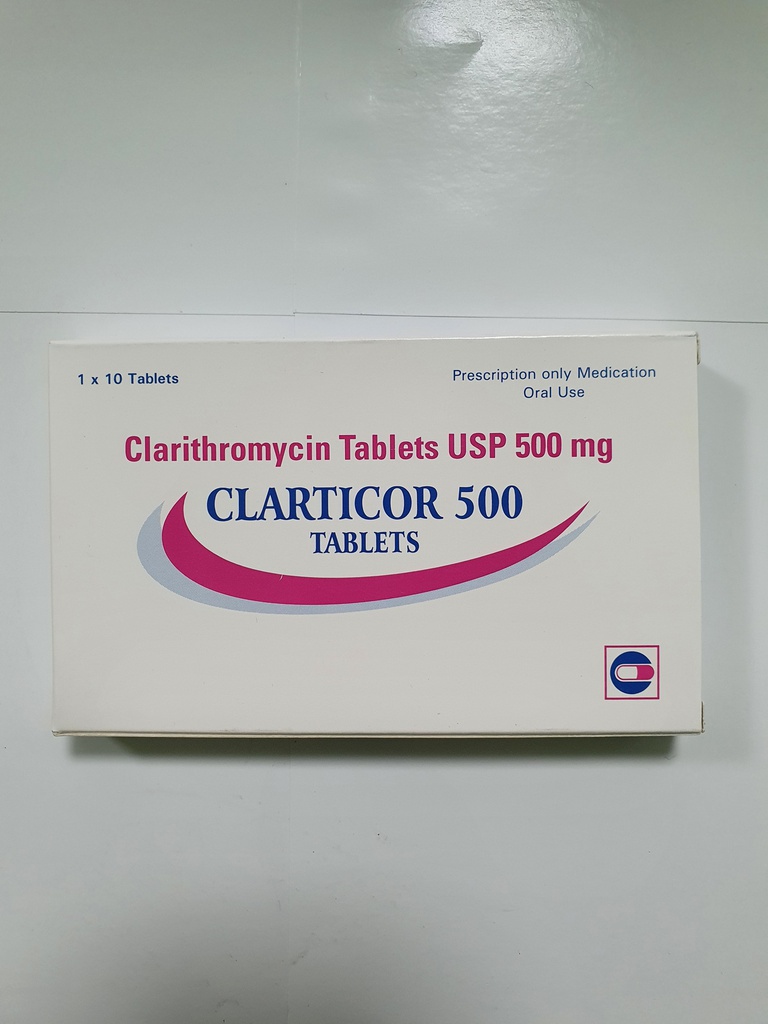 1 x 10 Tablets
Prescription only Medication
Oral Use
Clarithromycin Tablets USP 500 mg
CLARTICOR 500
TABLETS